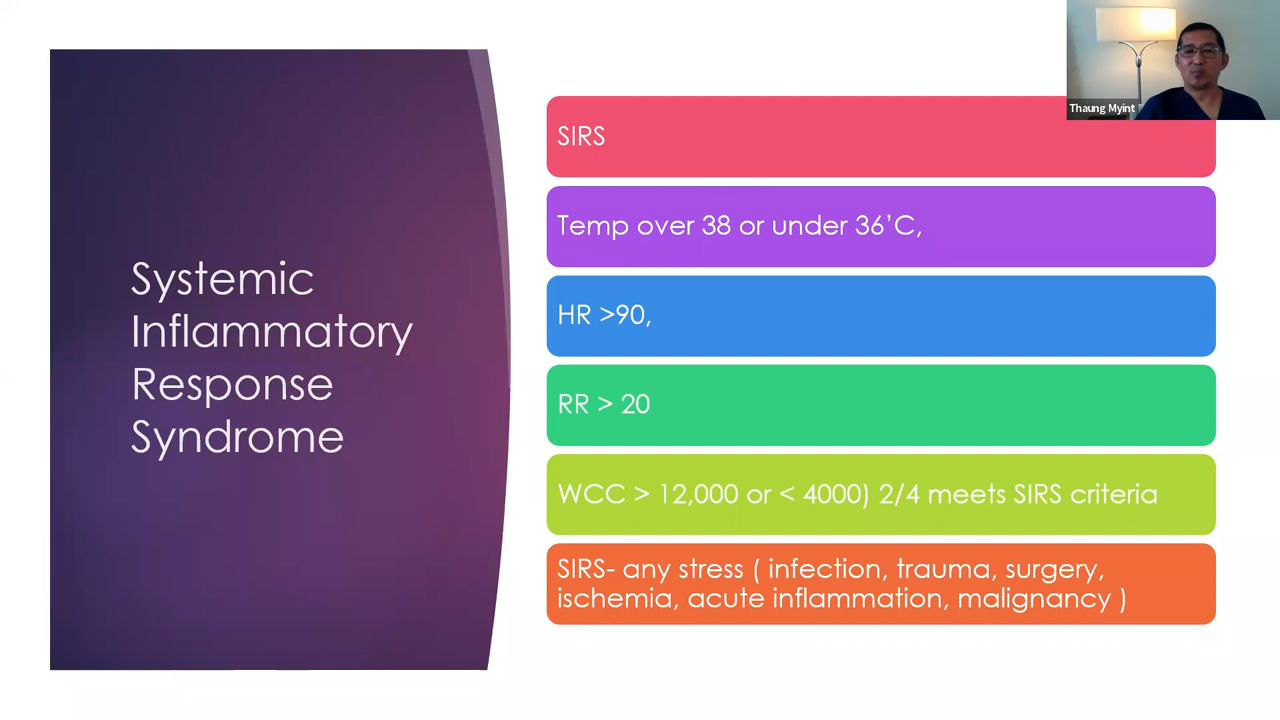 Systemic
Inflammatory
Response
Syndrome
SIRS
Temp over 38 or under 36’C,
HR >90,
RR > 20
WCC > 12,000 or < 4000) 2/4 meets SIRS criteria
SIRS- any stress ( infection, trauma, surgery,
ischemia, acute inflammation, malignancy )
Thaung Myint